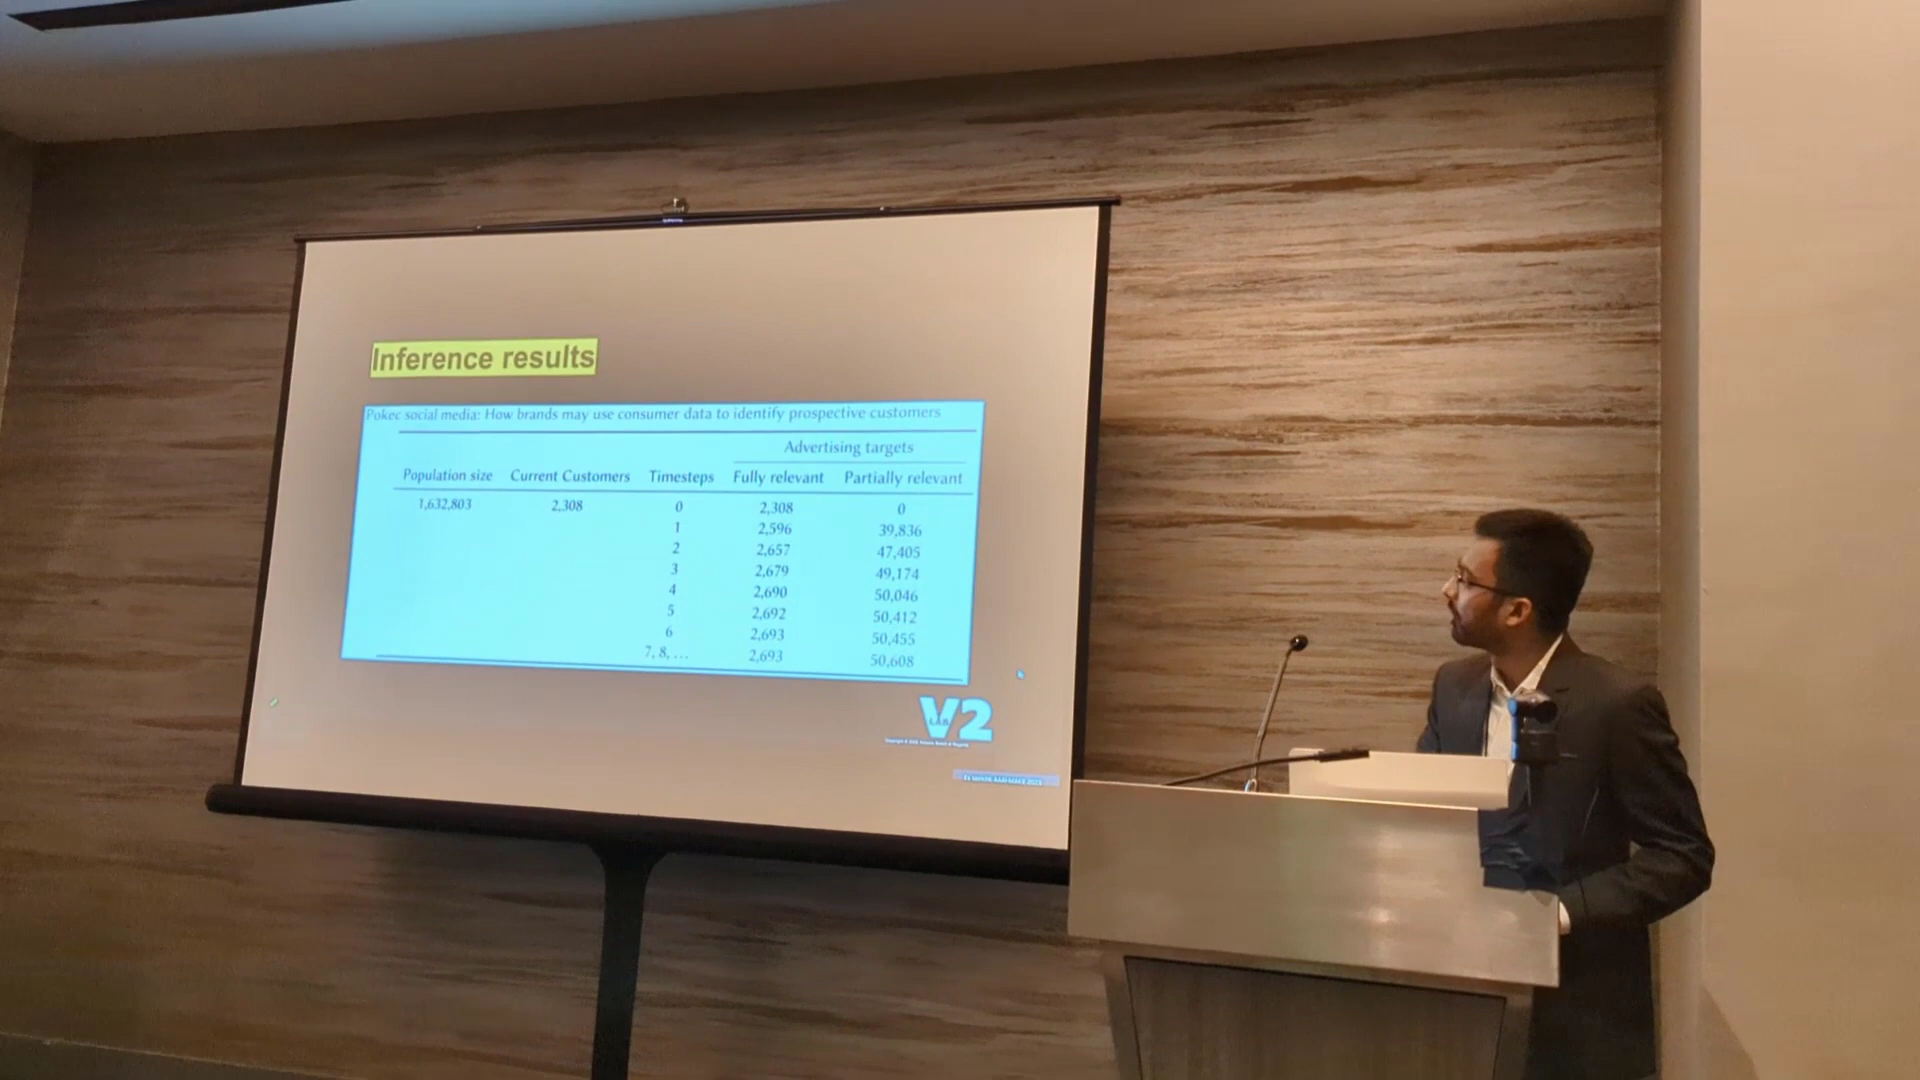 Inference results
Pokec social media: How brands may use consumer data to identify prospective customers
Advertising targets
Population size Current Customers Timesteps Fully relevant Partially relevant
1,632,803 2,308 0 2,308 0
1 2,596 39,836
2 2,657 47,405
3 2,679 49,174
4 2,690 50,046
5 2,692 50,412
6 2,693 50,455
7, 8, ... 2,693 50,608
V2
L.A.B.